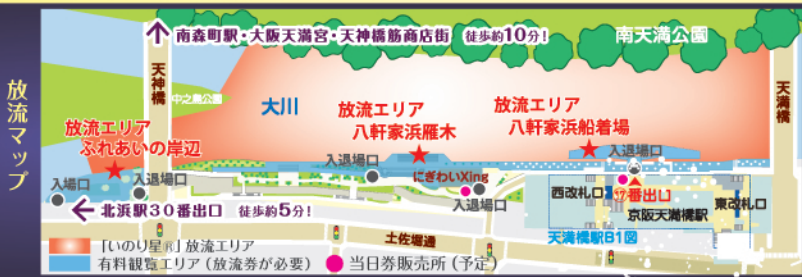 放流マップ
南森町駅・大阪天満宮・天神橋筋商店街 徒歩約10分!
南天満公園
天神橋
中之島公園
大川
天満橋
放流エリア
ふれあいの岸辺
放流エリア
八軒家浜雁木
放流エリア
八軒家浜船着場
入場口
入退場口
入退場口
にぎわいXing
入退場口
入退場口
西改札口
⑰番出口
東改札口
京阪天満橋駅
天満橋駅B1図
北浜駅30番出口 徒歩約5分!
土佐堀通
「いのり星®」放流エリア
有料観覧エリア(放流券が必要)
当日券販売所(予定)